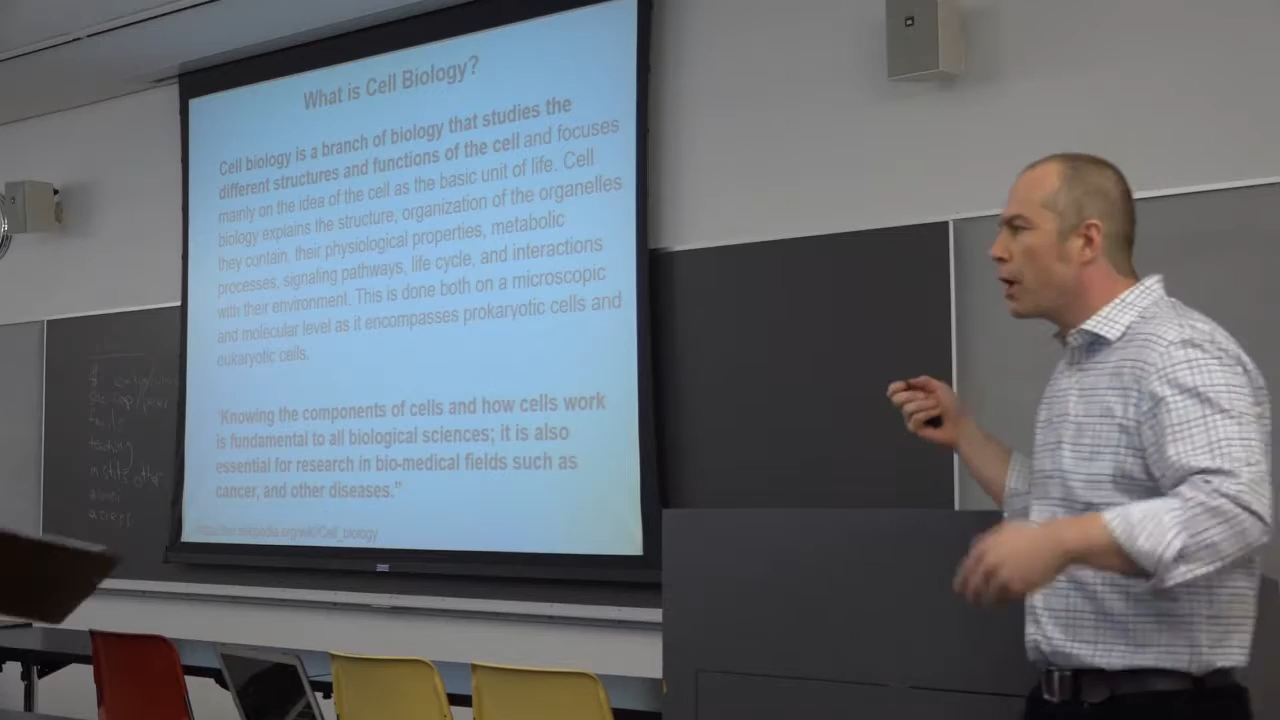 What is Cell Biology?
Cell biology is a branch of biology that studies the
different structures and functions of the cell and focuses
mainly on the idea of the cell as the basic unit of life. Cell
biology explains the structure, organization of the organelles
they contain, their physiological properties, metabolic
processes, signaling pathways, life cycle, and interactions
with their environment. This is done both on a microscopic
and molecular level as it encompasses prokaryotic cells and
eukaryotic cells.
"Knowing the components of cells and how cells work
is fundamental to all biological sciences; it is also
essential for research in bio-medical fields such as
cancer, and other diseases."
teaching